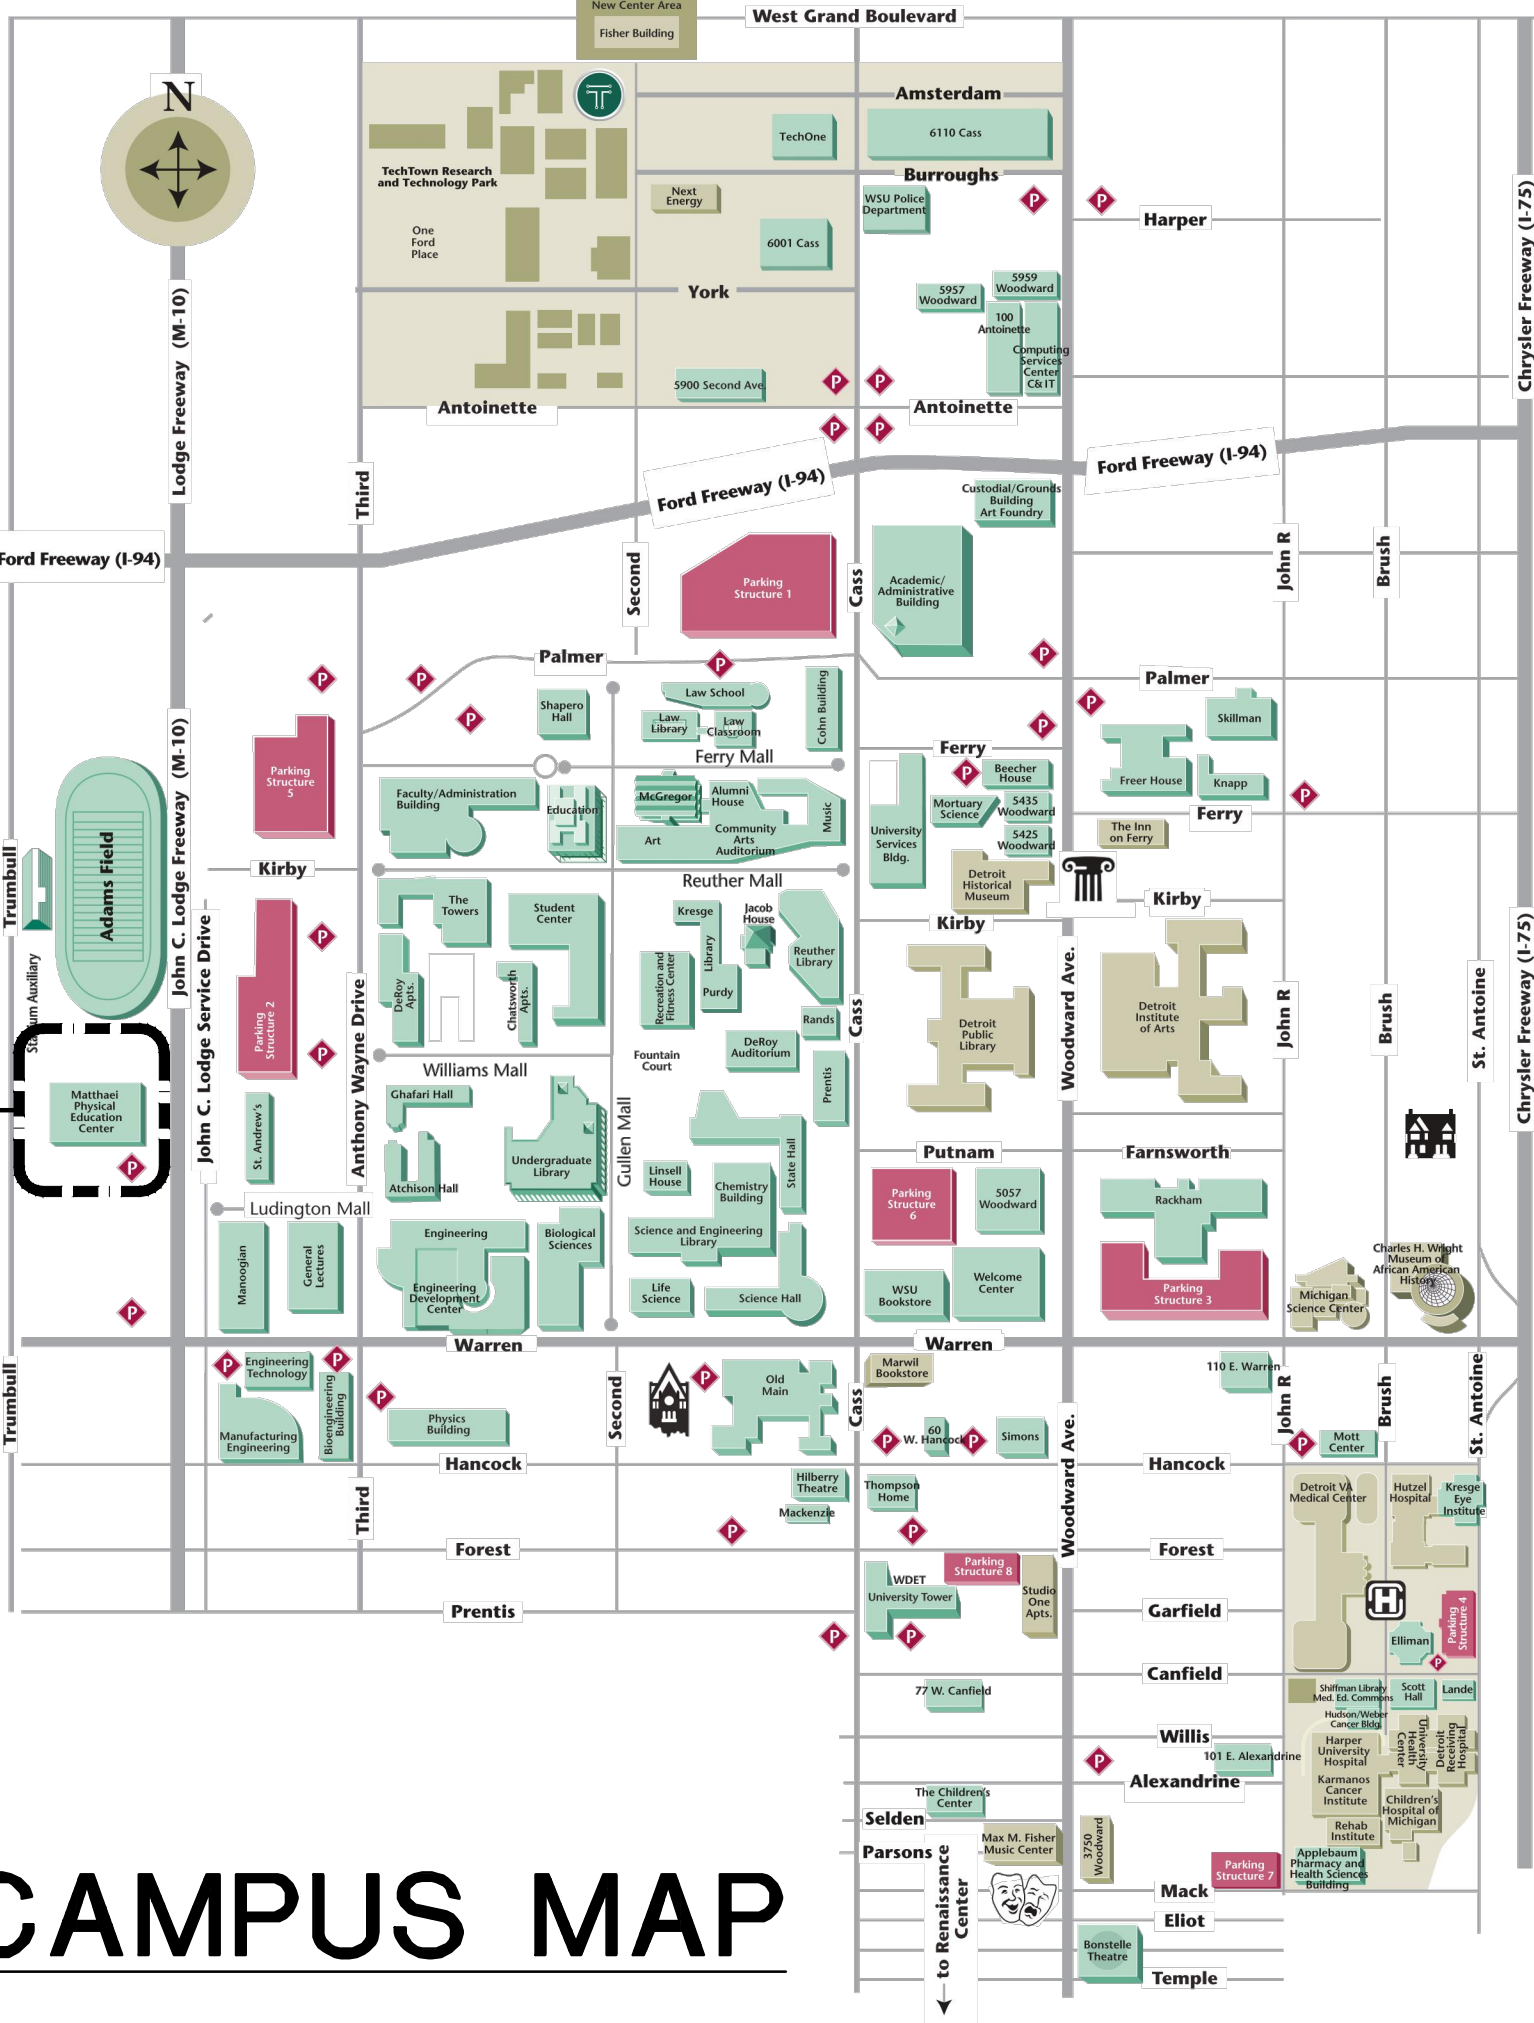 New Center Area
Fisher Building
West Grand Boulevard
N
Amsterdam
TechOne
6110 Cass
TechTown Research
and Technology Park
Burroughs
Next
Energy
WSU Police
Department
P
P
Harper
One
Ford
Place
6001 Cass
Chrysler Freeway (I-75)
Lodge Freeway (M-10)
York
5957
Woodward
5959
Woodward
100
Antoinette
Computing
Services
Center
C& IT
5900 Second Ave.
P
P
Antoinette
Antoinette
P
P
Ford Freeway (I-94)
Ford Freeway (I-94)
Ford Freeway (I-94)
Third
Second
Cass
John R
Brush
Custodial/Grounds
Building
Art Foundry
Parking
Structure 1
Academic/
Administrative
Building
P
P
P
P
P
Palmer
Palmer
Shapero
Hall
Law School
Law
Library
Law
Classroom
Cohn Building
P
P
Skillman
Ferry Mall
Ferry
Parking
Structure
5
John C. Lodge Freeway (M-10)
Faculty/Administration
Building
Education
McGregor
Alumni
House
Music
Art
Community
Arts
Auditorium
University
Services
Bldg.
P
Beecher
House
Mortuary
Science
5435
Woodward
5425
Woodward
Freer House
Knapp
P
Ferry
The Inn
on Ferry
Trumbull
Adams Field
Stadium Auxiliary
Kirby
Reuther Mall
Detroit
Historical
Museum
Kirby
Kirby
Parking
Structure 2
P
P
The
Towers
Student
Center
DeRoy
Apts.
Chatsworth
Apts.
Kresge
Library
Purdy
Jacob
House
Reuther
Library
Recreation and
Fitness Center
Rands
DeRoy
Auditorium
Fountain
Court
Prentis
Cass
Detroit
Public
Library
Woodward Ave.
Detroit
Institute
of Arts
John R
Brush
St. Antoine
Chrysler Freeway (I-75)
John C. Lodge Service Drive
Anthony Wayne Drive
Williams Mall
Matthaei
Physical
Education
Center
P
St. Andrew's
Ghafari Hall
Atchison Hall
Undergraduate
Library
Gullen Mall
Linsell
House
State Hall
Chemistry
Building
Science and Engineering
Library
Putnam
Farnsworth
Parking
Structure
6
5057
Woodward
Rackham
Ludington Mall
Manoogian
General
Lectures
Engineering
Engineering
Development
Center
Biological
Sciences
Life
Science
Science Hall
WSU
Bookstore
Welcome
Center
Parking
Structure 3
Michigan
Science Center
Charles H. Wright
Museum of
African American
History
P
Warren
Warren
Trumbull
P
Engineering
Technology
P
Manufacturing
Engineering
Bioengineering
Building
P
Physics
Building
Second
P
Old
Main
Cass
Marwil
Bookstore
P
60
W. Hancock
P
Simons
Woodward Ave.
110 E. Warren
John R
Brush
St. Antoine
P
Mott
Center
Hancock
Hancock
Third
Hilberry
Theatre
Mackenzie
Thompson
Home
P
P
Detroit VA
Medical Center
Hutzel
Hospital
Kresge
Eye
Institute
Forest
Forest
WDET
University Tower
Parking
Structure 8
Studio
One
Apts.
Prentis
Garfield
P
P
H
Parking
Structure 4
Elliman
P
Canfield
77 W. Canfield
Shiffman Library
Med. Ed. Commons
Scott
Hall
Lande
Hudson/Weber
Cancer Bldg.
Willis
P
101 E. Alexandrine
Harper
University
Hospital
University
Health
Center
Detroit
Receiving
Hospital
Karmanos
Cancer
Institute
Alexandrine
The Children's
Center
Selden
Children's
Hospital of
Michigan
Rehab
Institute
Parsons
Max M. Fisher
Music Center
3750
Woodward
Parking
Structure 7
Applebaum
Pharmacy and
Health Sciences
Building
to Renaissance
Center
Mack
Eliot
Bonstelle
Theatre
Temple
CAMPUS MAP